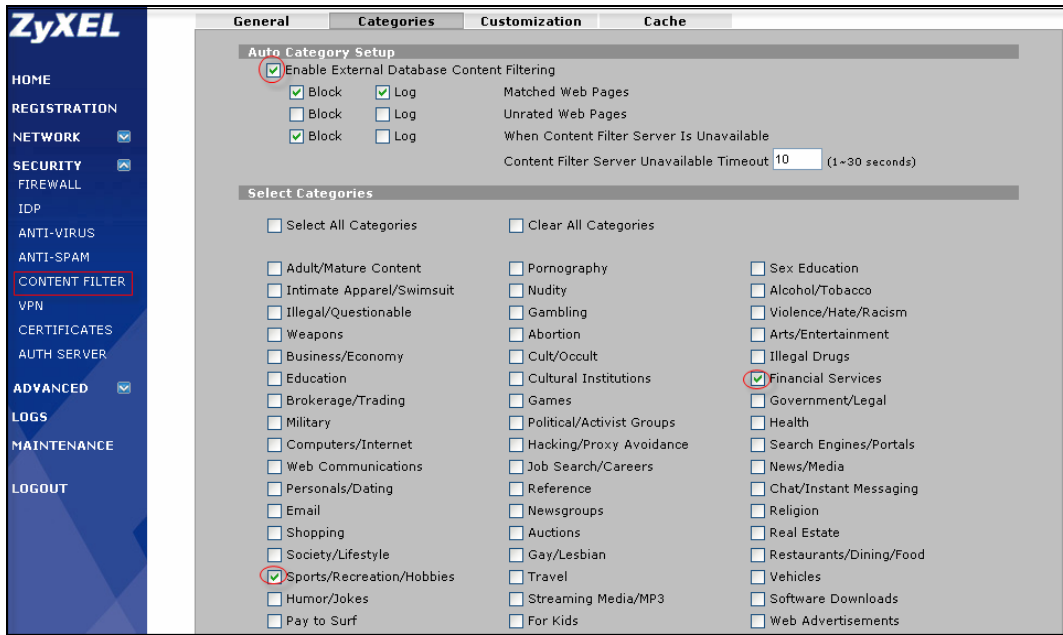 ZyXEL
HOME
REGISTRATION
NETWORK
SECURITY
FIREWALL
IDP
ANTI-VIRUS
ANTI-SPAM
CONTENT FILTER
VPN
CERTIFICATES
AUTH SERVER
ADVANCED
LOGS
MAINTENANCE
LOGOUT
General Categories Customization Cache
Auto Category Setup
Enable External Database Content Filtering
Block Log Matched Web Pages
Block Log Unrated Web Pages
Block Log When Content Filter Server Is Unavailable
Content Filter Server Unavailable Timeout 10 (1~30 seconds)
Select Categories
Select All Categories Clear All Categories
Adult/Mature Content Pornography Sex Education
Intimate Apparel/Swimsuit Nudity Alcohol/Tobacco
Illegal/Questionable Gambling Violence/Hate/Racism
Weapons Abortion Arts/Entertainment
Business/Economy Cult/Occult Illegal Drugs
Education Cultural Institutions Financial Services
Brokerage/Trading Games Government/Legal
Military Political/Activist Groups Health
Computers/Internet Hacking/Proxy Avoidance Search Engines/Portals
Web Communications Job Search/Careers News/Media
Personals/Dating Reference Chat/Instant Messaging
Email Newsgroups Religion
Shopping Auctions Real Estate
Society/Lifestyle Gay/Lesbian Restaurants/Dining/Food
Sports/Recreation/Hobbies Travel Vehicles
Humor/Jokes Streaming Media/MP3 Software Downloads
Pay to Surf For Kids Web Advertisements